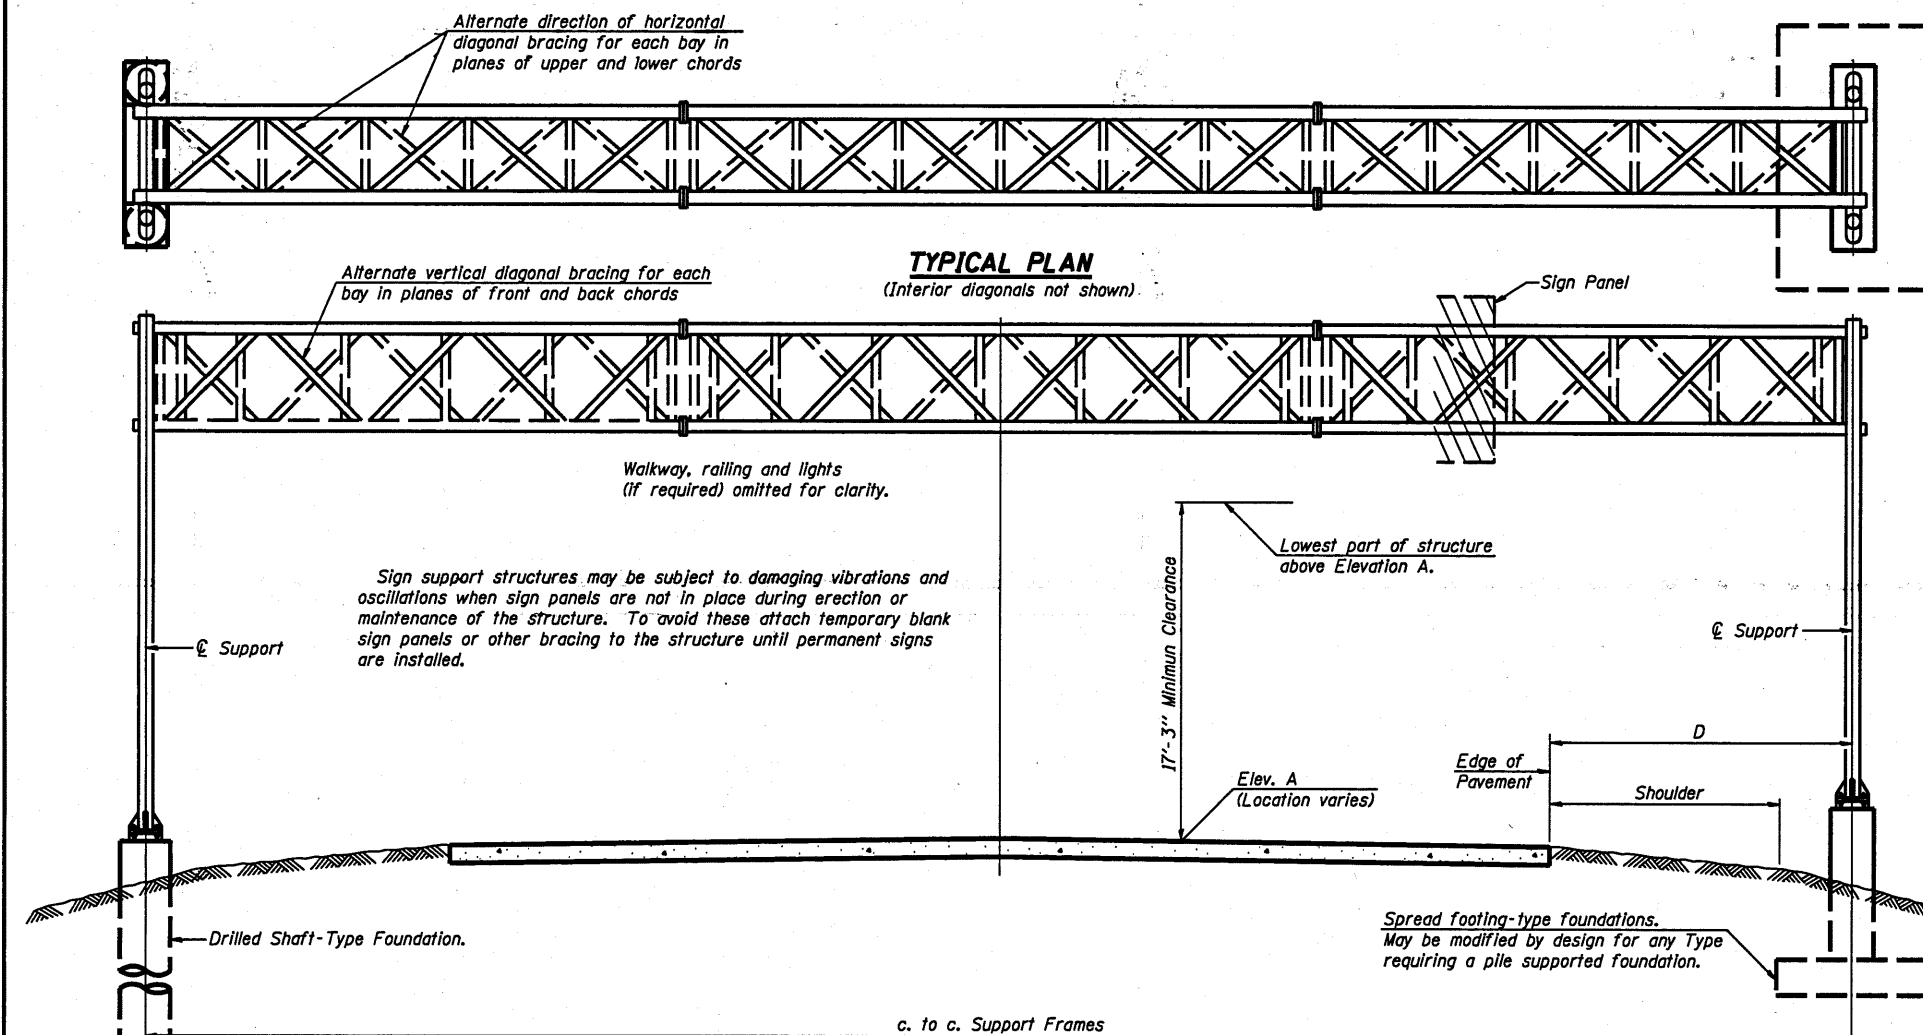 Alternate direction of horizontal
diagonal bracing for each bay in
planes of upper and lower chords
TYPICAL PLAN
(Interior diagonals not shown)
Alternate vertical diagonal bracing for each
bay in planes of front and back chords
Sign Panel
Walkway, railing and lights
(if required) omitted for clarity.
Lowest part of structure
above Elevation A.
Sign support structures may be subject to damaging vibrations and
oscillations when sign panels are not in place during erection or
maintenance of the structure. To avoid these attach temporary blank
sign panels or other bracing to the structure until permanent signs
are installed.
17'-3" Minimun Clearance
℄ Support
℄ Support
D
Edge of
Pavement
Shoulder
Elev. A
(Location varies)
Drilled Shaft-Type Foundation.
Spread footing-type foundations.
May be modified by design for any Type
requiring a pile supported foundation.
c. to c. Support Frames